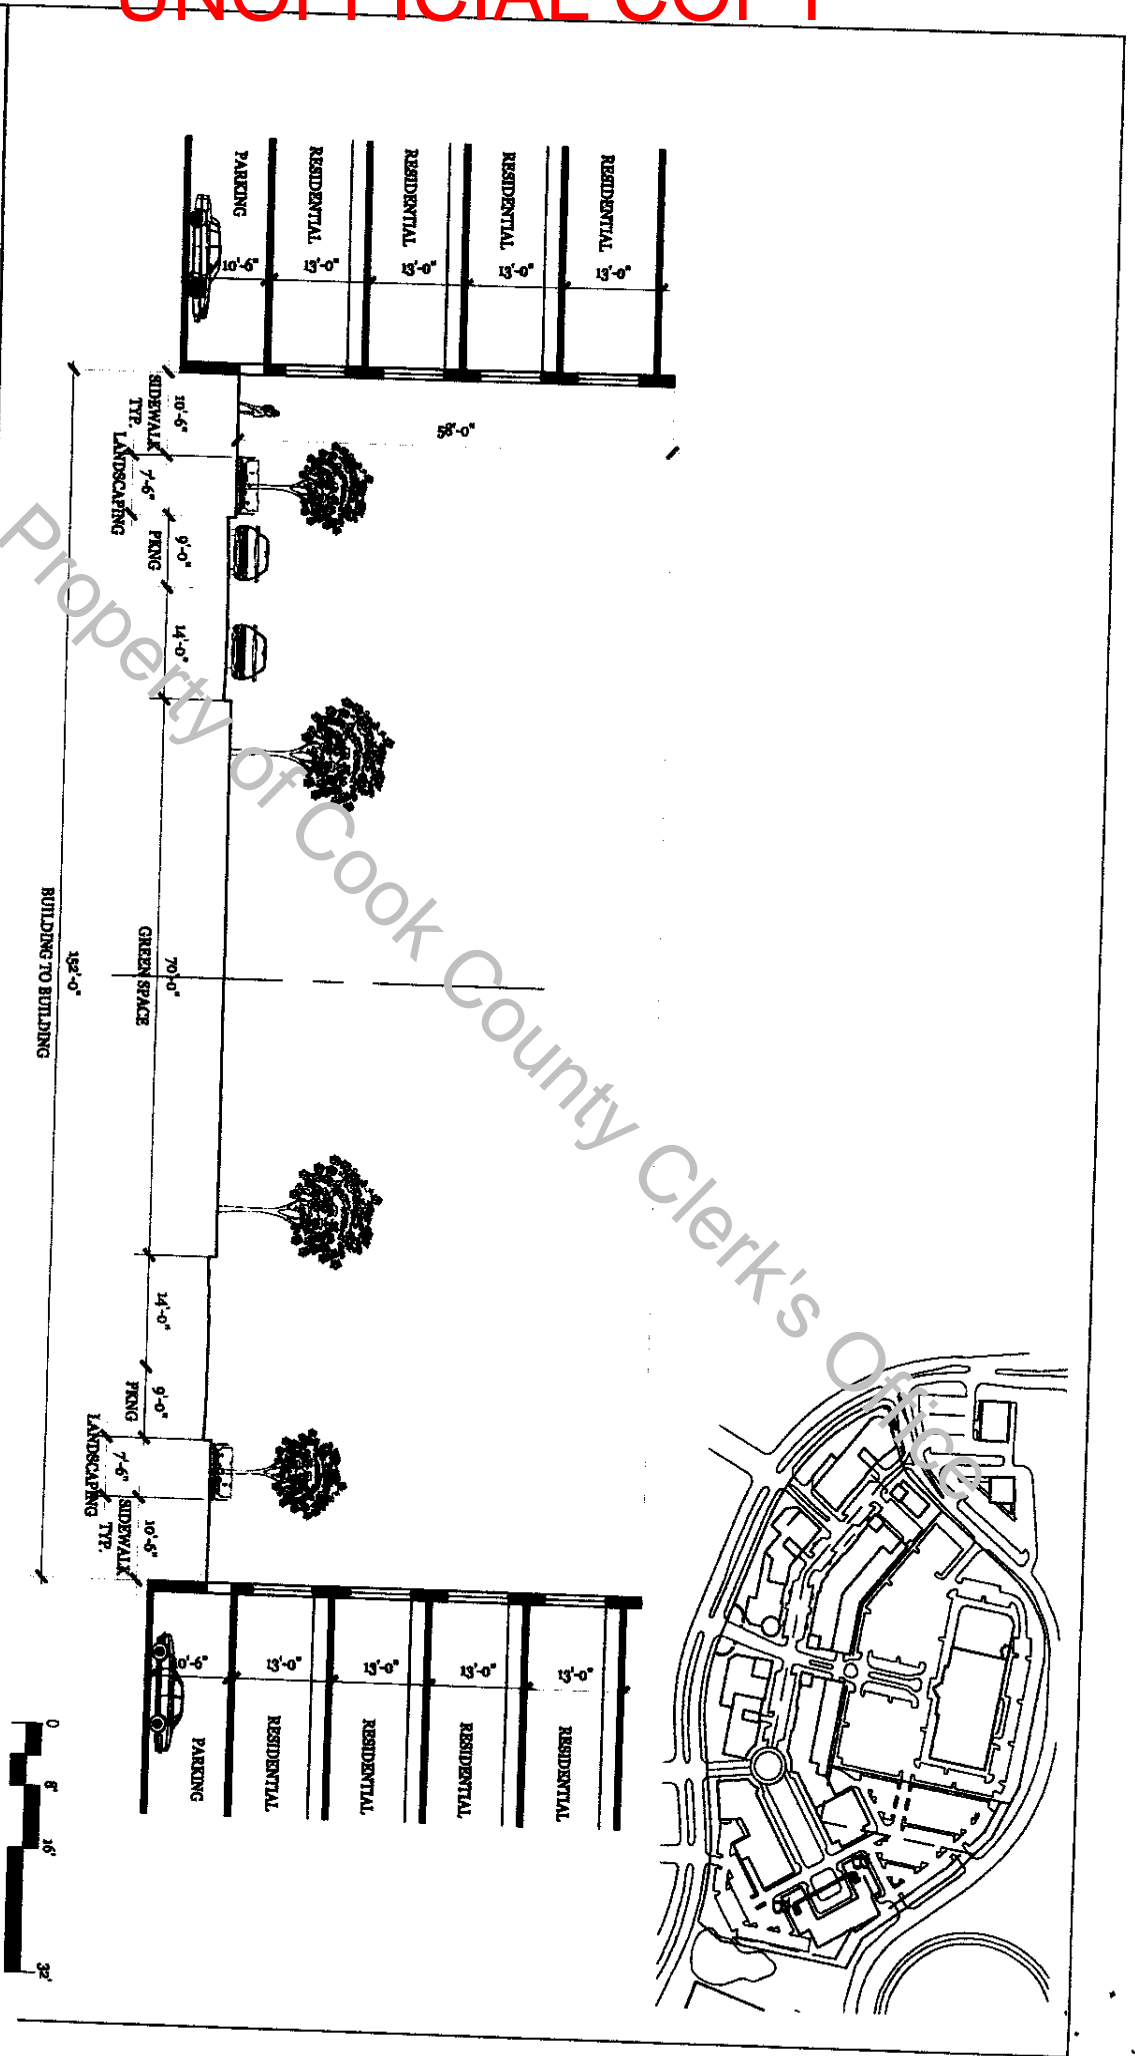 UNOFFICIAL COPY
RESIDENTIAL
13'-0"
RESIDENTIAL
13'-0"
RESIDENTIAL
13'-0"
RESIDENTIAL
13'-0"
PARKING
10'-6"
58'-0"
10'-6"
SIDEWALK
TYP.
7'-6"
LANDSCAPING
9'-0"
PKNG
14'-0"
70'-0"
GREEN SPACE
152'-0"
BUILDING TO BUILDING
14'-0"
9'-0"
PKNG
7'-6"
LANDSCAPING
10'-6"
SIDEWALK
TYP.
13'-0"
RESIDENTIAL
13'-0"
RESIDENTIAL
13'-0"
RESIDENTIAL
13'-0"
RESIDENTIAL
10'-6"
PARKING
0 8' 16' 32'
Property of Cook County Clerk's Office